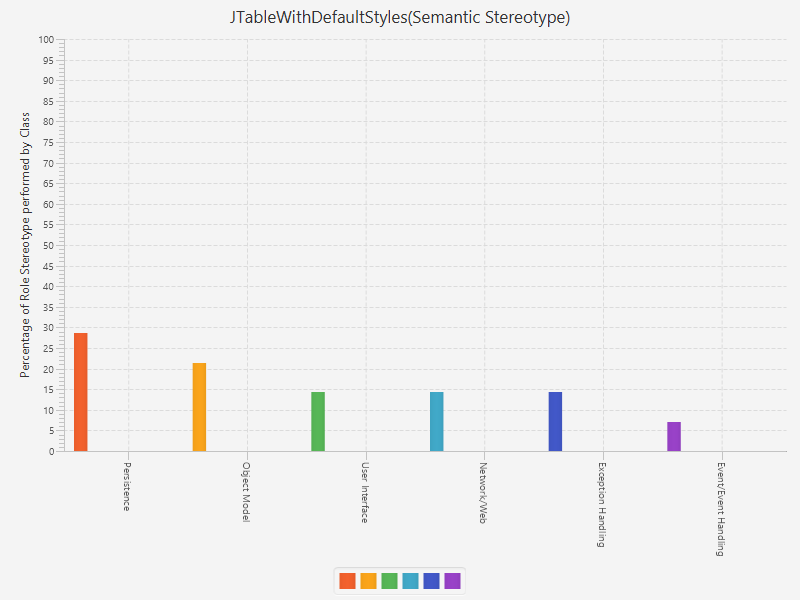 JTableWithDefaultStyles(Semantic Stereotype)
Percentage of Role Stereotype performed by Class
100
95
90
85
80
75
70
65
60
55
50
45
40
35
30
25
20
15
10
5
0
Persistence
Object Model
User Interface
Network/Web
Exception Handling
Event/Event Handling